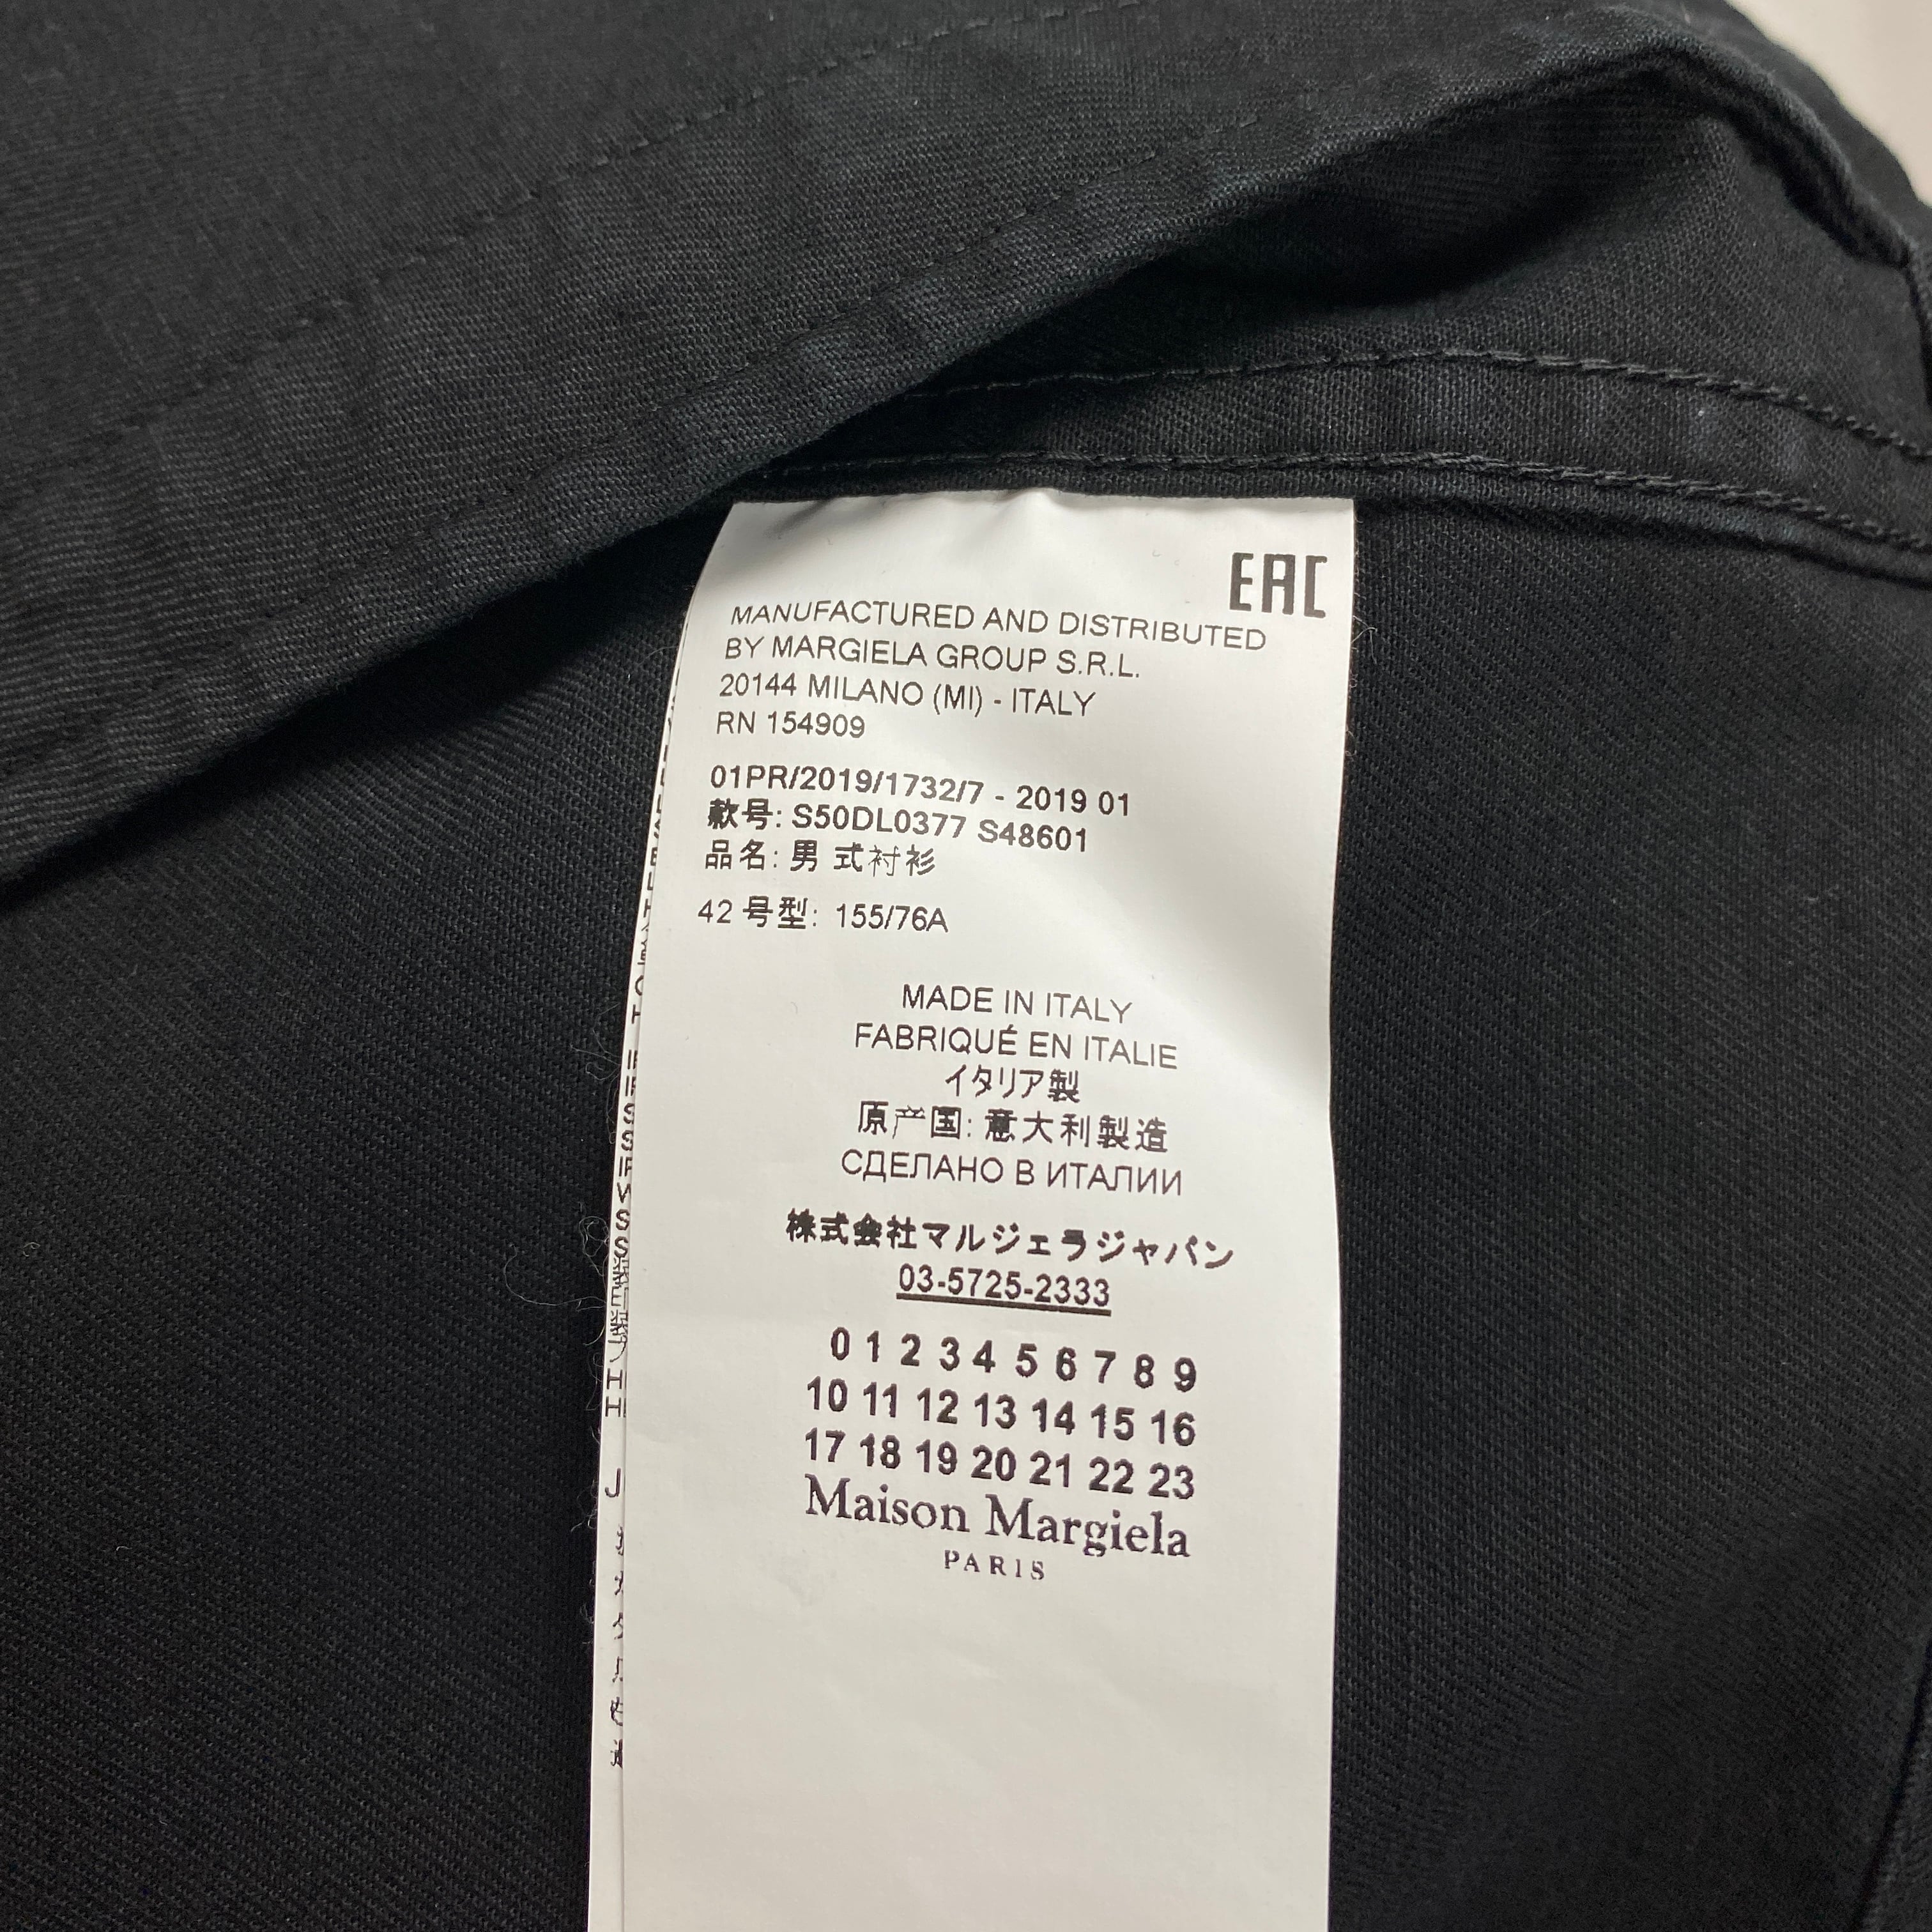 EAC
MANUFACTURED AND DISTRIBUTED
BY MARGIELA GROUP S.R.L.
20144 MILANO (MI) - ITALY
RN 154909
01PR/2019/1732/7 - 2019 01
款号: S50DL0377 S48601
品名: 男 式衬衫
42 号型: 155/76A
MADE IN ITALY
FABRIQUÉ EN ITALIE
イタリア製
原产国: 意大利製造
СДЕЛАНО В ИТАЛИИ
株式会社マルジェラジャパン
03-5725-2333
0 1 2 3 4 5 6 7 8 9
10 11 12 13 14 15 16
17 18 19 20 21 22 23
Maison Margiela
PARIS